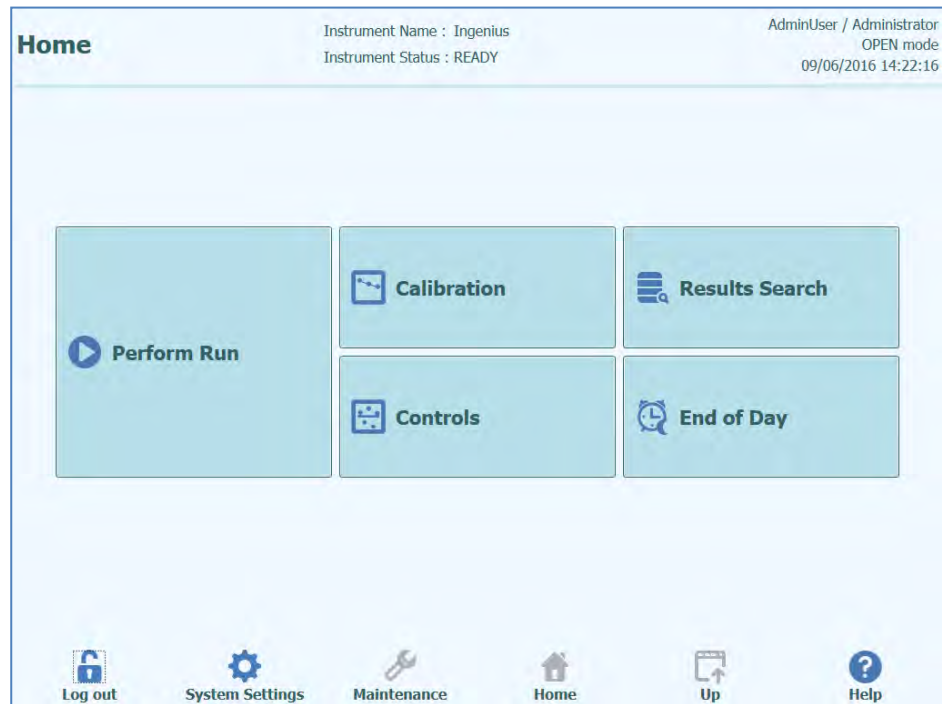 Home
Instrument Name : Ingenius
Instrument Status : READY
AdminUser / Administrator
OPEN mode
09/06/2016 14:22:16
Perform Run
Calibration
Results Search
Controls
End of Day
Log out
System Settings
Maintenance
Home
Up
Help